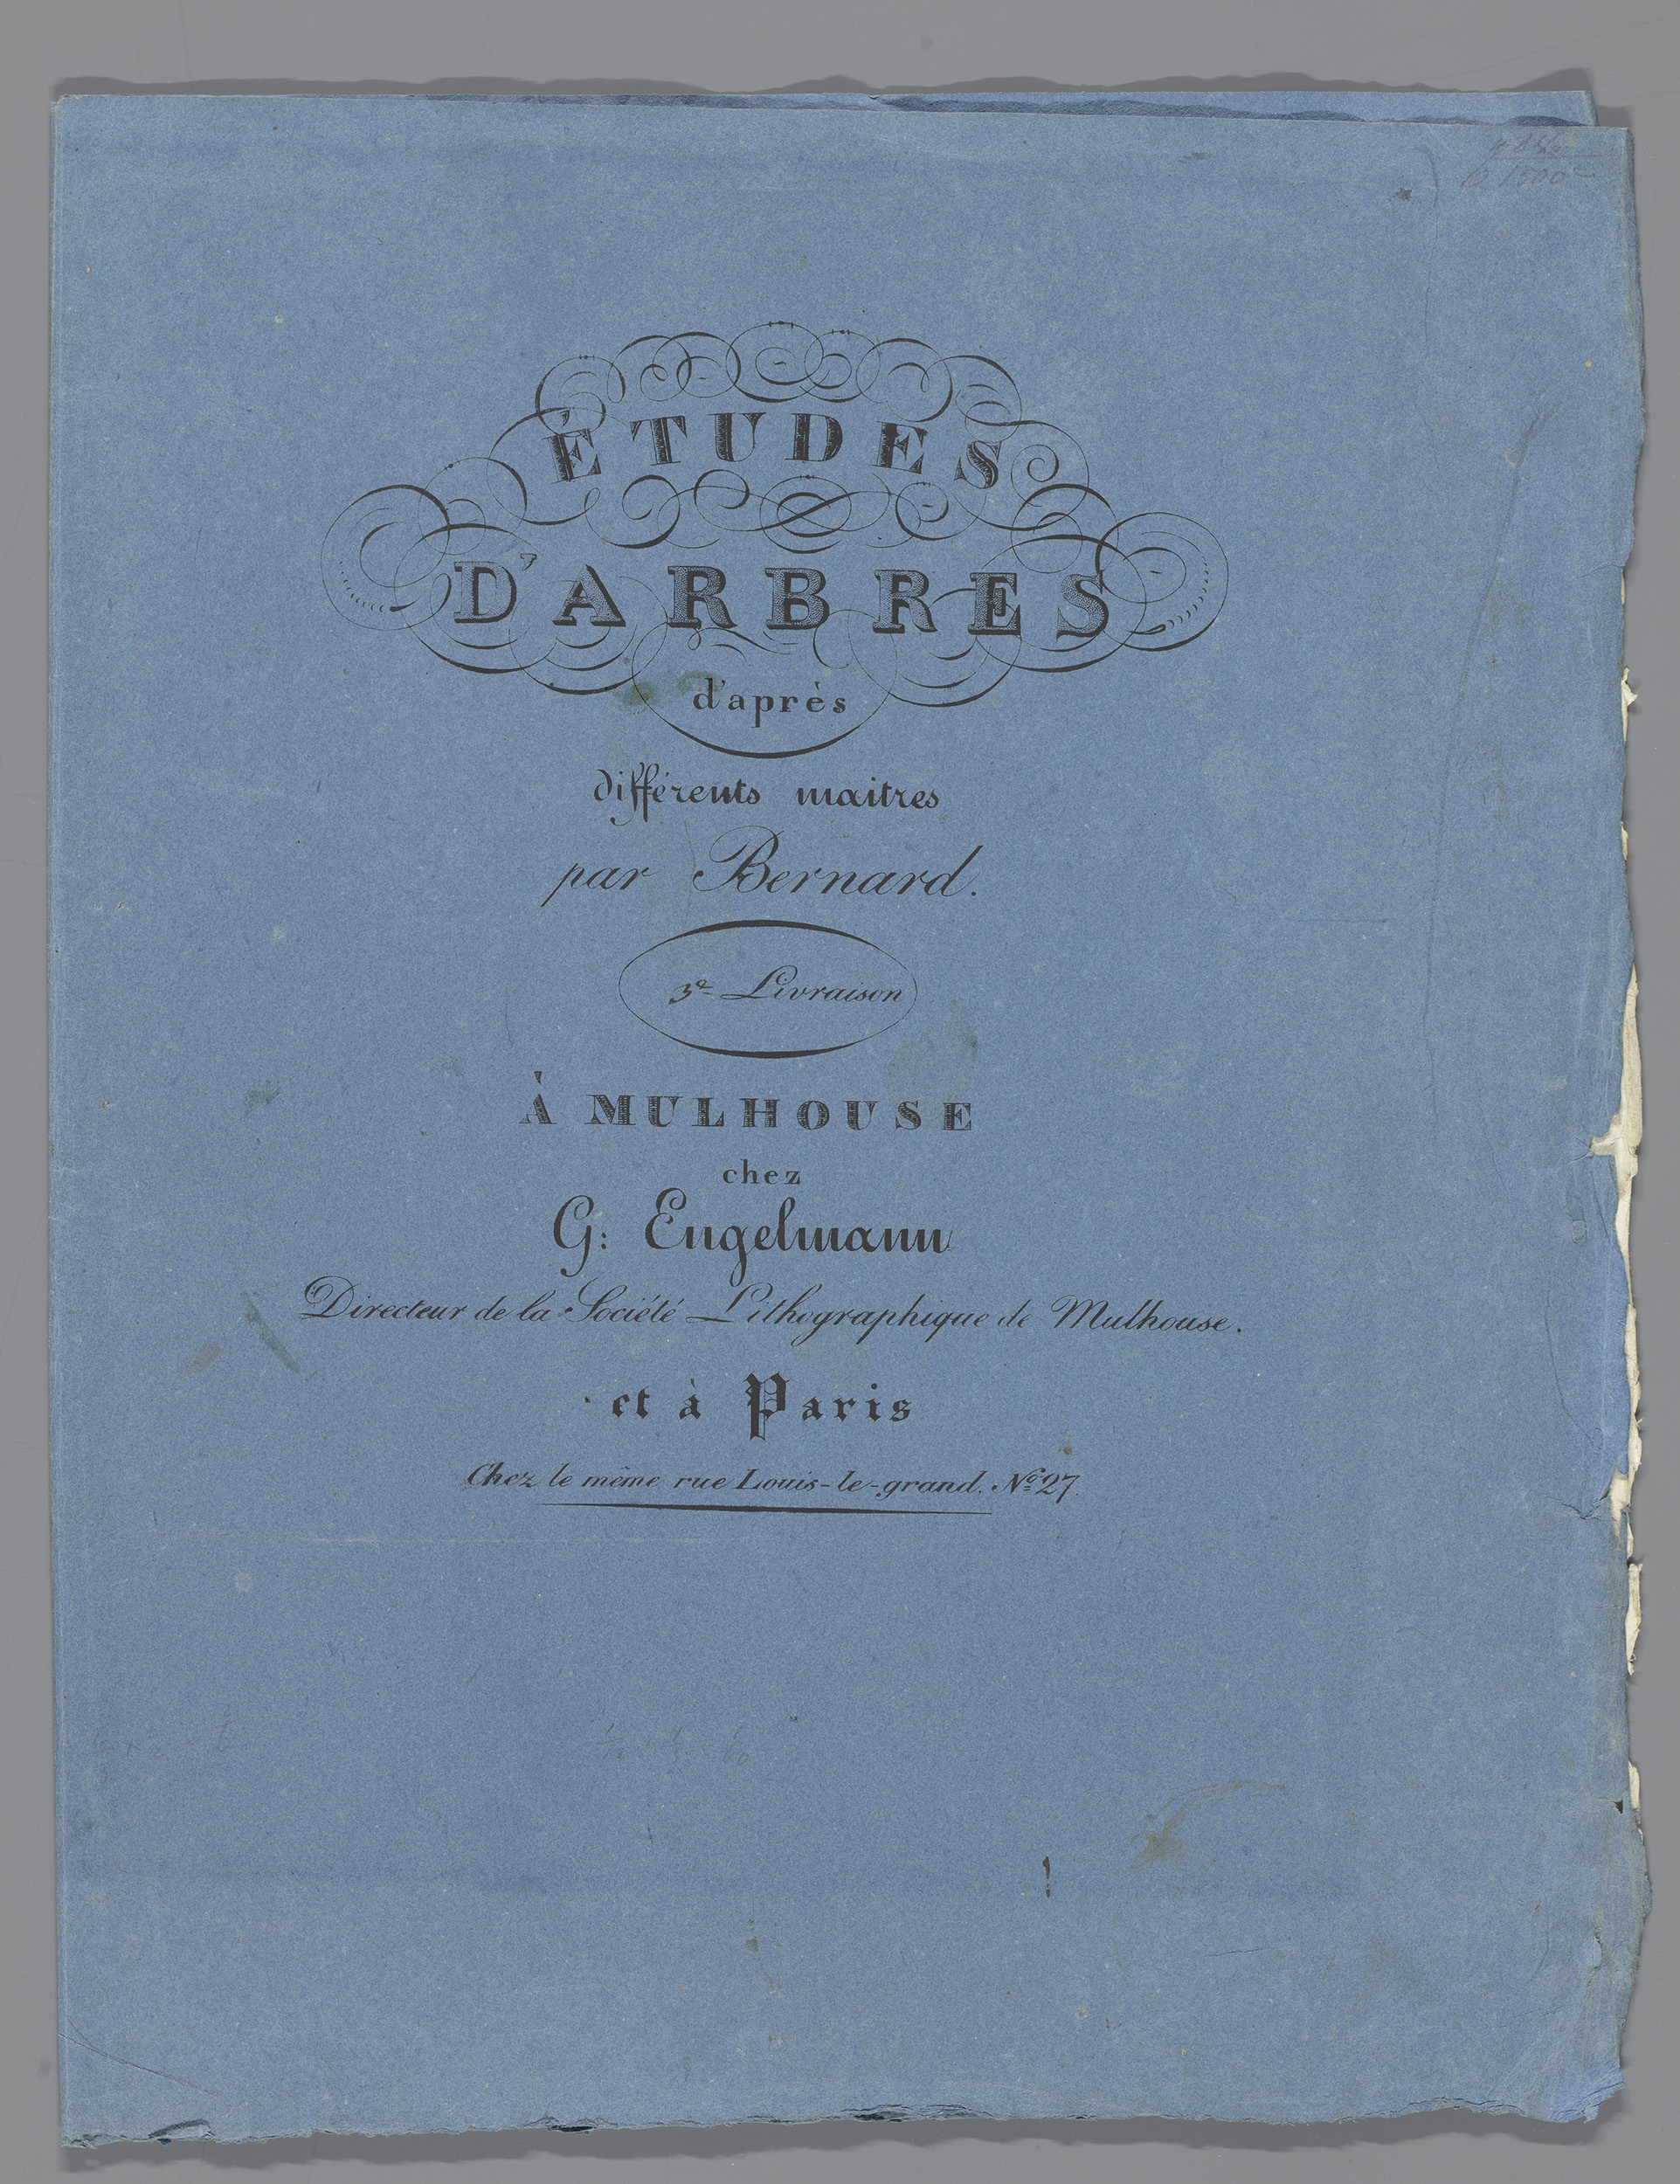 ÉTUDES
D'ARBRES
d'après
différents maitres
par Bernard.
3e Livraison
À MULHOUSE
chez
G: Engelmann
Directeur de la Société Lithographique de Mulhouse.
et à Paris
Chez le même rue Louis-le-grand. No 27.